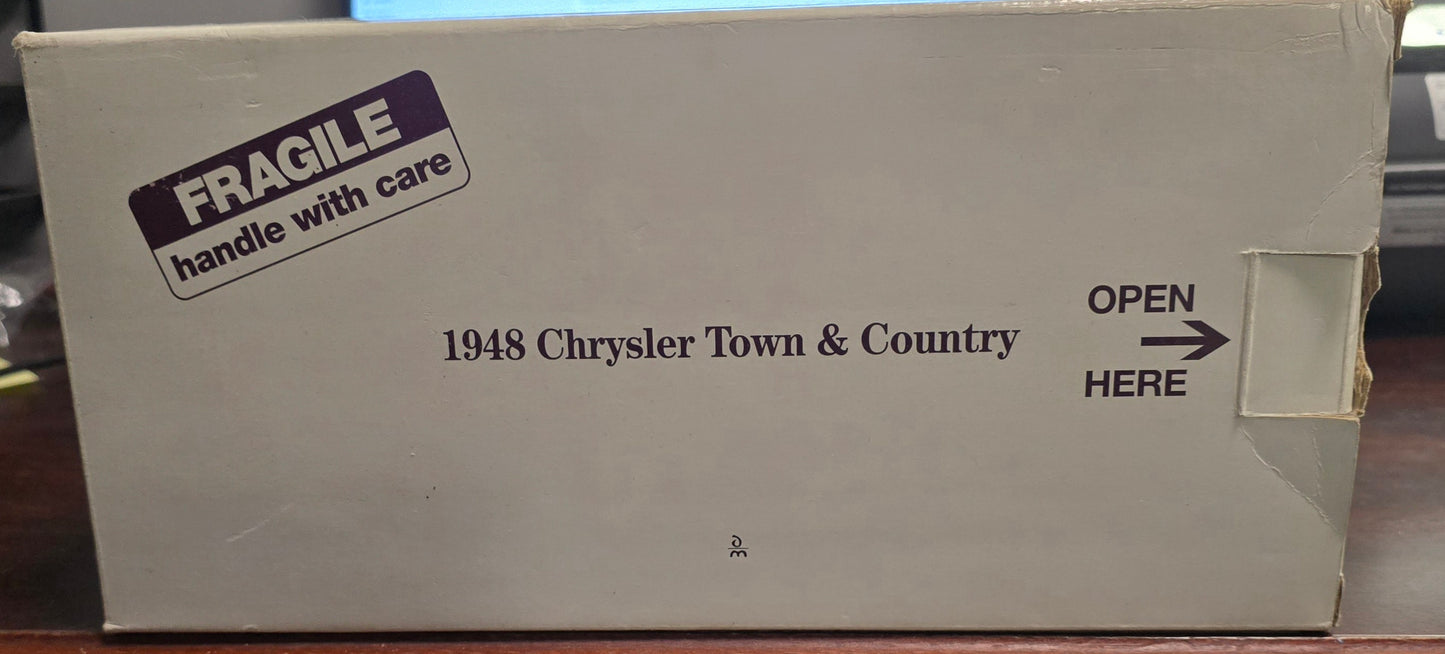 FRAGILE
handle with care
1948 Chrysler Town & Country
OPEN
HERE